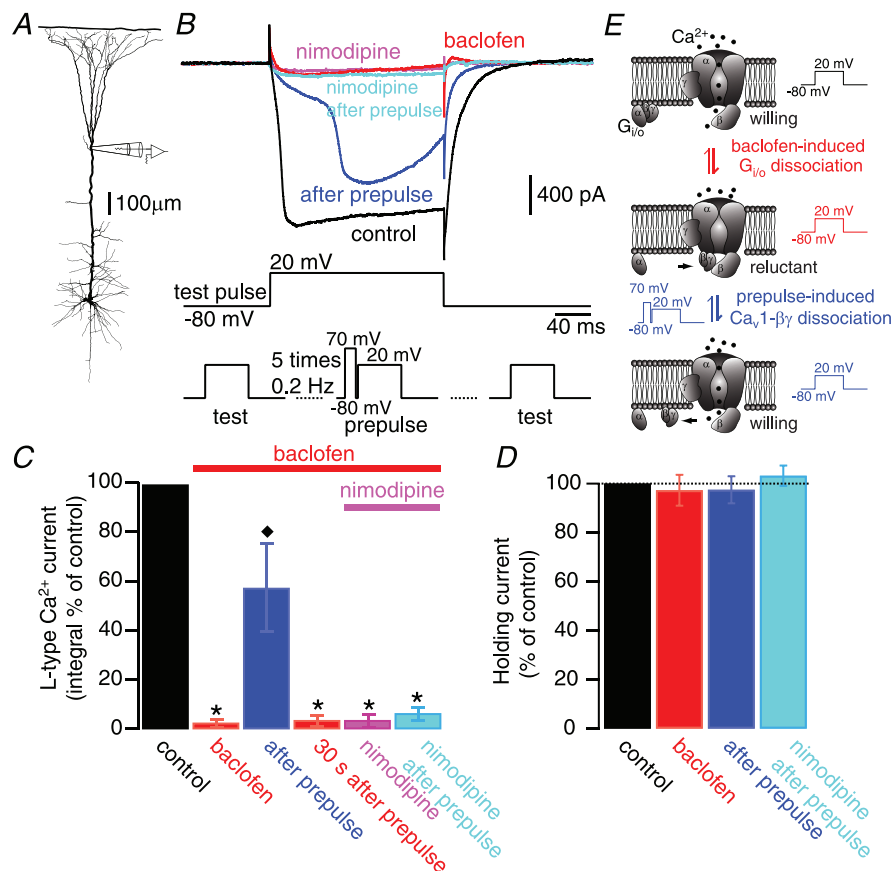 A
100μm
B
nimodipine
baclofen
nimodipine
after prepulse
after prepulse
control
400 pA
20 mV
test pulse
-80 mV
40 ms
70 mV
5 times
20 mV
0.2 Hz
-80 mV
test
prepulse
test
C
baclofen
nimodipine
L-type Ca2+ current
(integral % of control)
100
80
60
40
20
0
*
◆
*
*
*
control
baclofen
after prepulse
30 s after prepulse
nimodipine
nimodipine
after prepulse
D
Holding current
(% of control)
100
80
60
40
20
0
control
baclofen
after prepulse
nimodipine
after prepulse
E
Ca2+
α
γ
β
α
βγ
Gi/o
willing
20 mV
-80 mV
baclofen-induced
Gi/o dissociation
α
γ
β
α
βγ
reluctant
20 mV
-80 mV
70 mV
20 mV
-80 mV
prepulse-induced
Cav1-βγ dissociation
α
γ
β
α
βγ
willing
20 mV
-80 mV